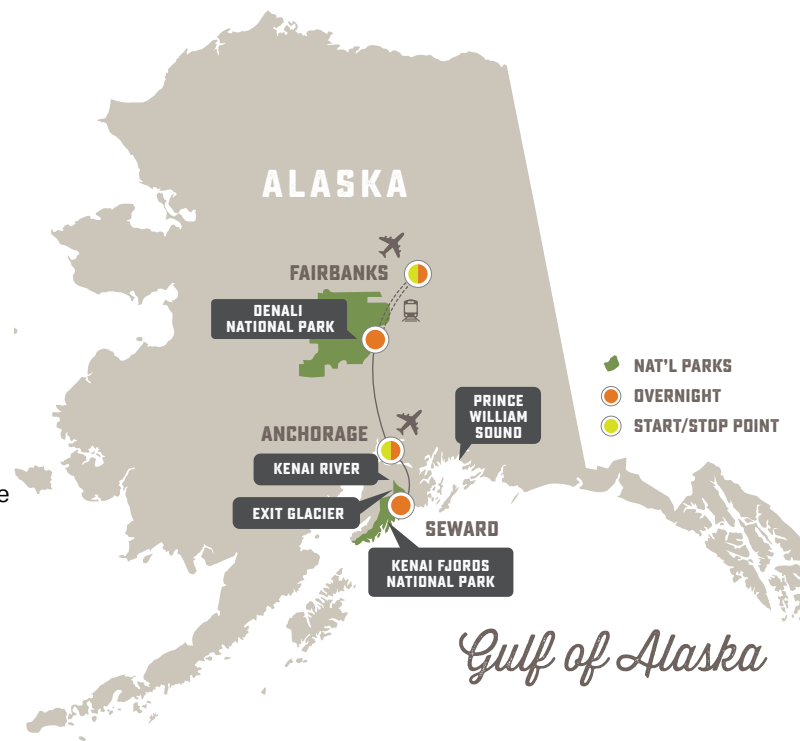 ALASKA
FAIRBANKS
DENALI
NATIONAL PARK
NAT'L PARKS
OVERNIGHT
START/STOP POINT
PRINCE
WILLIAM
SOUND
ANCHORAGE
KENAI RIVER
e
EXIT GLACIER
SEWARD
KENAI FJORDS
NATIONAL PARK
Gulf of Alaska